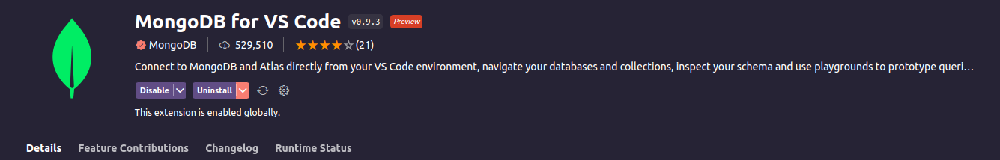 MongoDB for VS Code v0.9.3 Preview
MongoDB 529,510 (21)
Connect to MongoDB and Atlas directly from your VS Code environment, navigate your databases and collections, inspect your schema and use playgrounds to prototype queri…
Disable Uninstall
This extension is enabled globally.
Details Feature Contributions Changelog Runtime Status